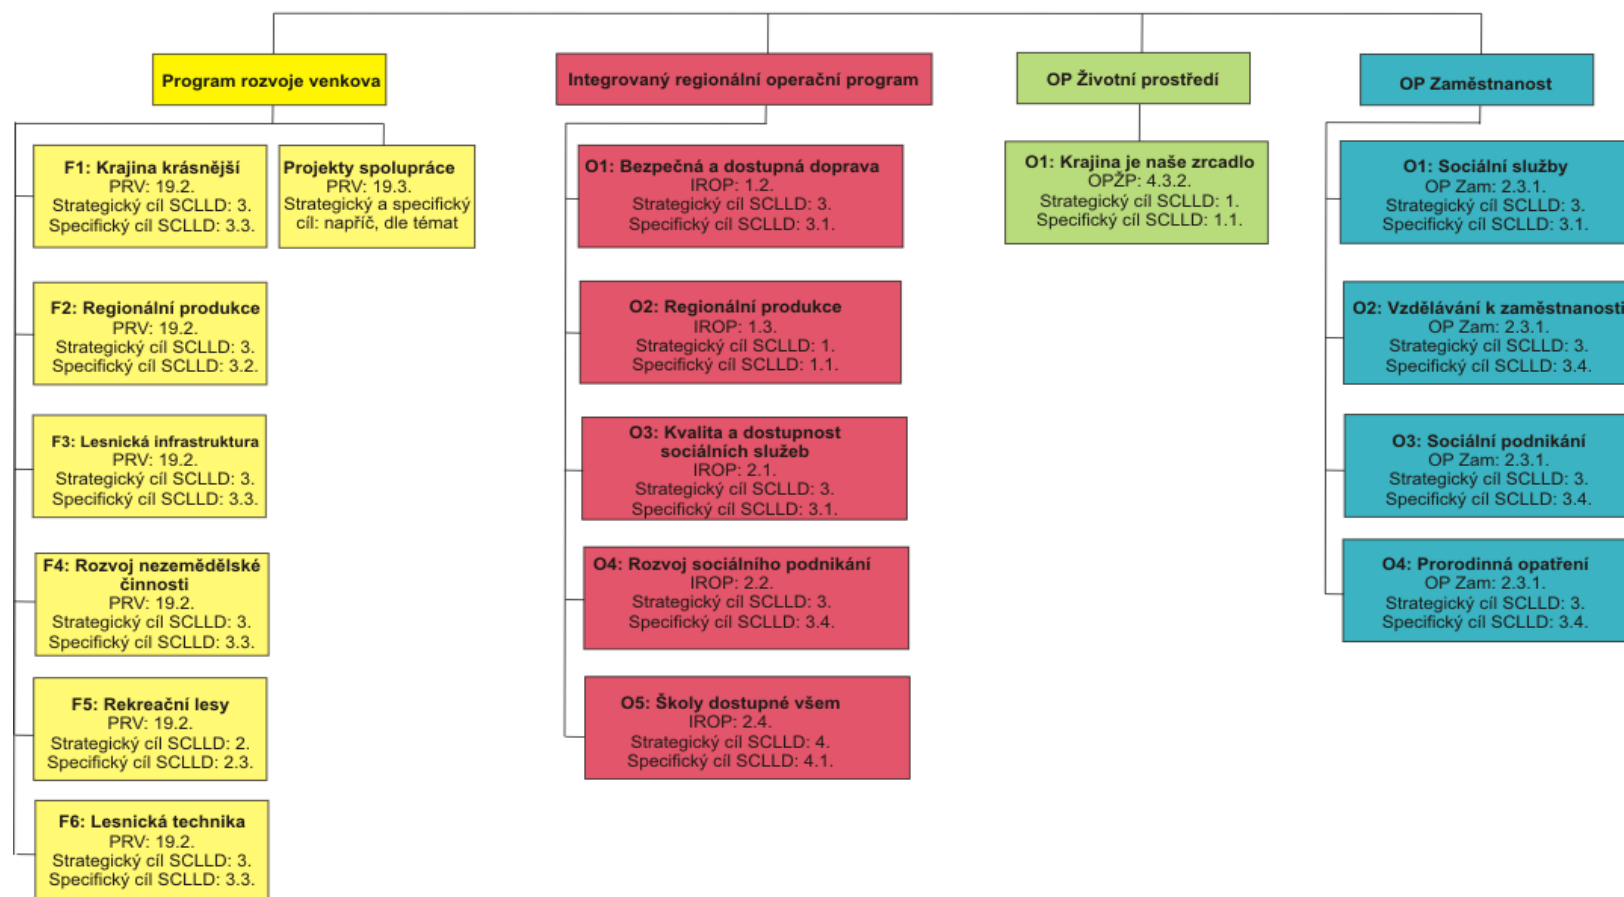 Program rozvoje venkova
Integrovaný regionální operační program
OP Životní prostředí
OP Zaměstnanost
F1: Krajina krásnější
PRV: 19.2.
Strategický cíl SCLLD: 3.
Specifický cíl SCLLD: 3.3.
Projekty spolupráce
PRV: 19.3.
Strategický a specifický
cíl: napříč, dle témat
F2: Regionální produkce
PRV: 19.2.
Strategický cíl SCLLD: 3.
Specifický cíl SCLLD: 3.2.
F3: Lesnická infrastruktura
PRV: 19.2.
Strategický cíl SCLLD: 3.
Specifický cíl SCLLD: 3.3.
F4: Rozvoj nezemědělské
činnosti
PRV: 19.2.
Strategický cíl SCLLD: 3.
Specifický cíl SCLLD: 3.3.
F5: Rekreační lesy
PRV: 19.2.
Strategický cíl SCLLD: 2.
Specifický cíl SCLLD: 2.3.
F6: Lesnická technika
PRV: 19.2.
Strategický cíl SCLLD: 3.
Specifický cíl SCLLD: 3.3.
O1: Bezpečná a dostupná doprava
IROP: 1.2.
Strategický cíl SCLLD: 3.
Specifický cíl SCLLD: 3.1.
O2: Regionální produkce
IROP: 1.3.
Strategický cíl SCLLD: 1.
Specifický cíl SCLLD: 1.1.
O3: Kvalita a dostupnost
sociálních služeb
IROP: 2.1.
Strategický cíl SCLLD: 3.
Specifický cíl SCLLD: 3.1.
O4: Rozvoj sociálního podnikání
IROP: 2.2.
Strategický cíl SCLLD: 3.
Specifický cíl SCLLD: 3.4.
O5: Školy dostupné všem
IROP: 2.4.
Strategický cíl SCLLD: 4.
Specifický cíl SCLLD: 4.1.
O1: Krajina je naše zrcadlo
OPŽP: 4.3.2.
Strategický cíl SCLLD: 1.
Specifický cíl SCLLD: 1.1.
O1: Sociální služby
OP Zam: 2.3.1.
Strategický cíl SCLLD: 3.
Specifický cíl SCLLD: 3.1.
O2: Vzdělávání k zaměstnanosti
OP Zam: 2.3.1.
Strategický cíl SCLLD: 3.
Specifický cíl SCLLD: 3.4.
O3: Sociální podnikání
OP Zam: 2.3.1.
Strategický cíl SCLLD: 3.
Specifický cíl SCLLD: 3.4.
O4: Prorodinná opatření
OP Zam: 2.3.1.
Strategický cíl SCLLD: 3.
Specifický cíl SCLLD: 3.4.